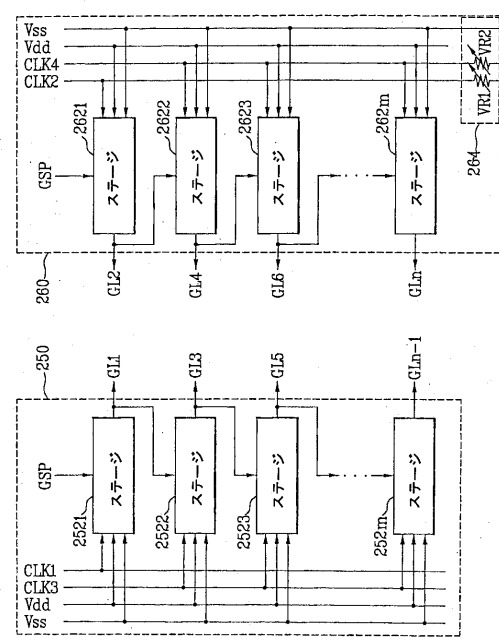 Vss
Vdd
CLK4
CLK2
VR2
VR1
264
GSP
2621
ステージ
2622
ステージ
2623
ステージ
262m
ステージ
260
GL2
GL4
GL6
GLn
250
GL1
GL3
GL5
GLn-1
GSP
2521
ステージ
2522
ステージ
2523
ステージ
252m
ステージ
CLK1
CLK3
Vdd
Vss